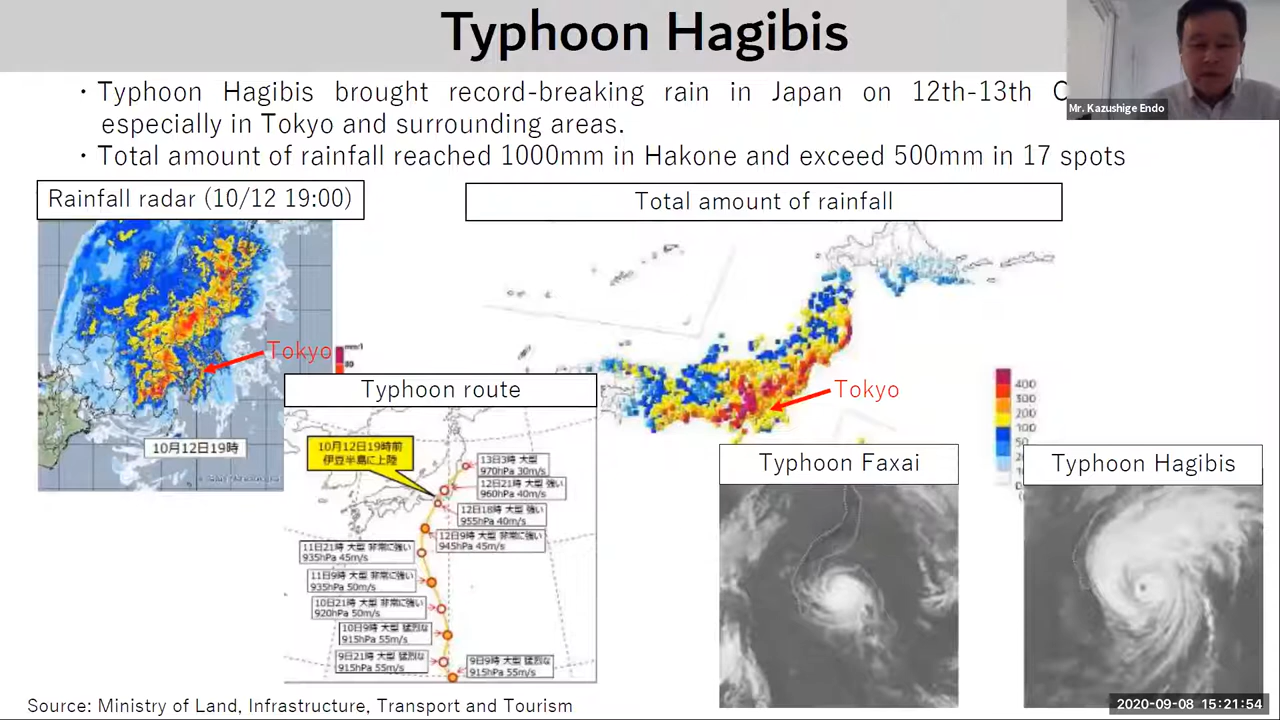 Typhoon Hagibis
Mr. Kazushige Endo
・Typhoon Hagibis brought record-breaking rain in Japan on 12th-13th
especially in Tokyo and surrounding areas.
・Total amount of rainfall reached 1000mm in Hakone and exceed 500mm in 17 spots
Rainfall radar (10/12 19:00)
Tokyo
10月12日19時
Total amount of rainfall
Tokyo
400
300
200
100
Typhoon route
10月12日19時前
伊豆半島に上陸
13日3時 大型
970hPa 30m/s
12日21時 大型 強い
960hPa 40m/s
12日18時 大型 強い
955hPa 40m/s
12日9時 大型 非常に強い
945hPa 45m/s
11日21時 大型 非常に強い
935hPa 45m/s
11日9時 大型 非常に強い
935hPa 50m/s
10日21時 大型 非常に強い
920hPa 50m/s
10日9時 大型 猛烈な
915hPa 55m/s
9日21時 大型 猛烈な
915hPa 55m/s
9日9時 大型 猛烈な
915hPa 55m/s
Typhoon Faxai
Typhoon Hagibis
Source: Ministry of Land, Infrastructure, Transport and Tourism
2020-09-08 15:21:54